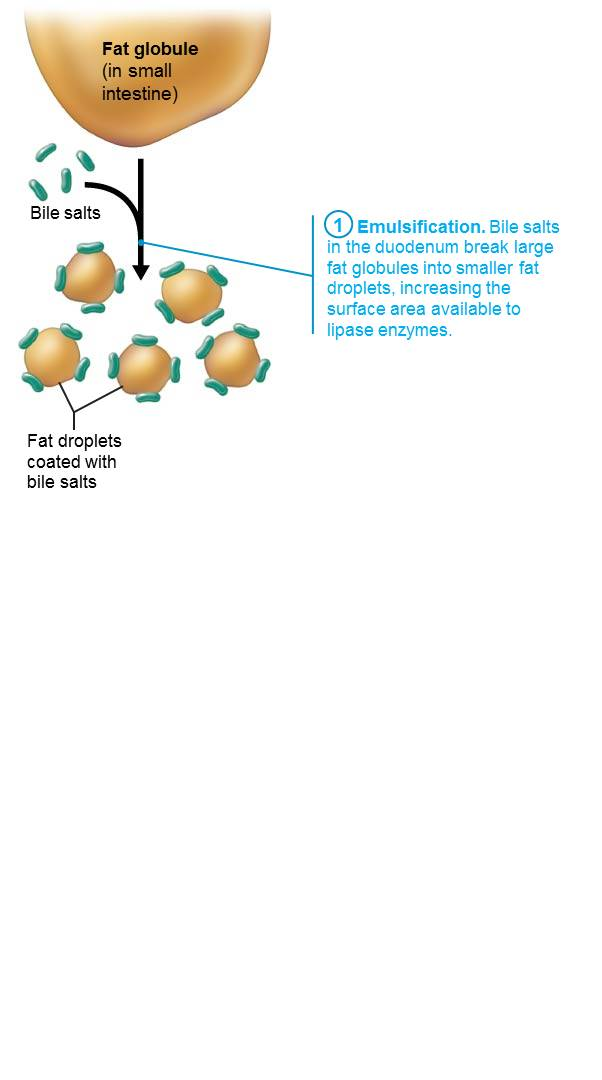 Fat globule
(in small
intestine)
Bile salts
1 Emulsification. Bile salts
in the duodenum break large
fat globules into smaller fat
droplets, increasing the
surface area available to
lipase enzymes.
Fat droplets
coated with
bile salts